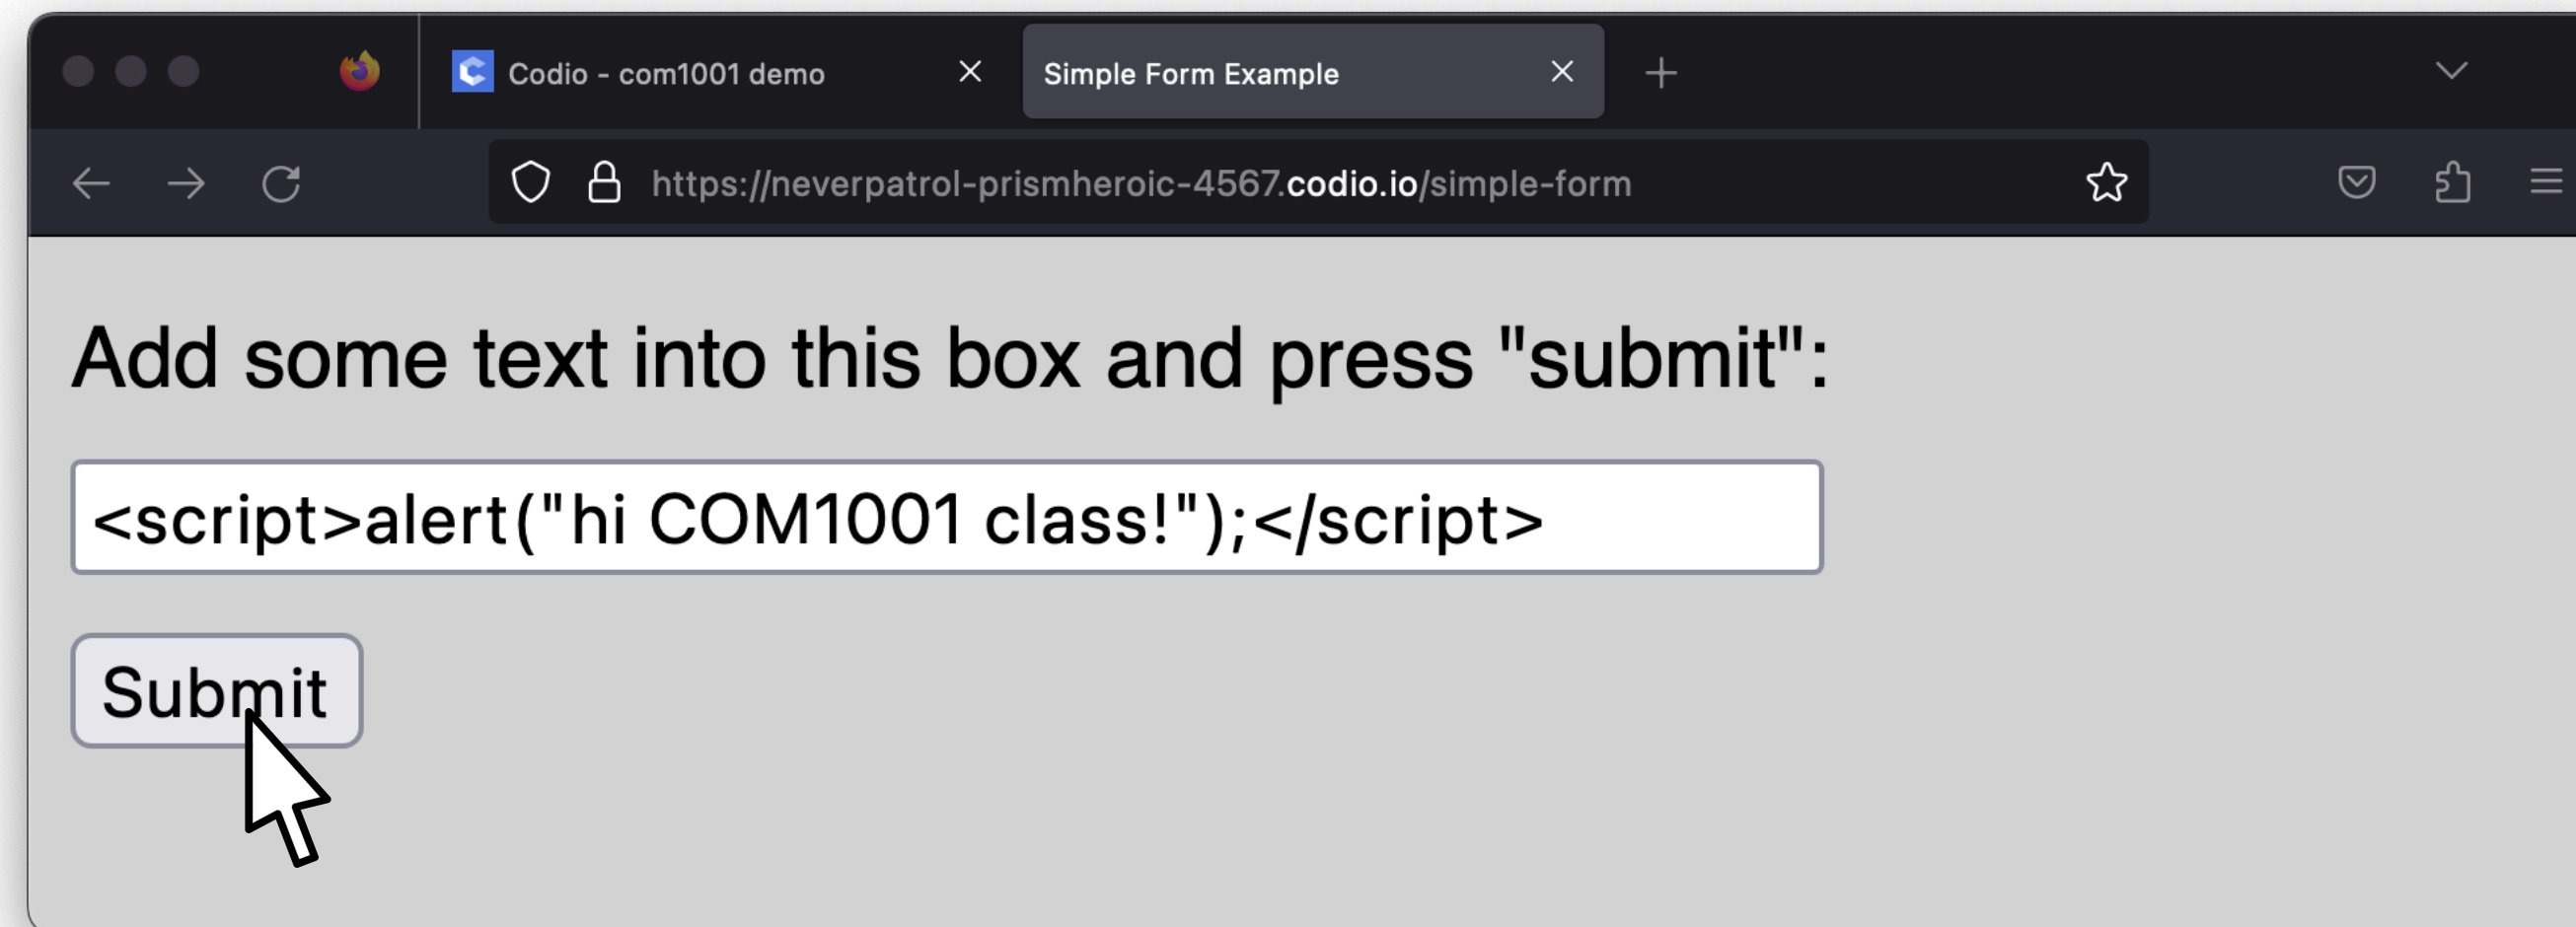 Codio - com1001 demo
Simple Form Example
https://neverpatrol-prismheroic-4567.codio.io/simple-form
Add some text into this box and press "submit":
<script>alert("hi COM1001 class!");</script>
Submit